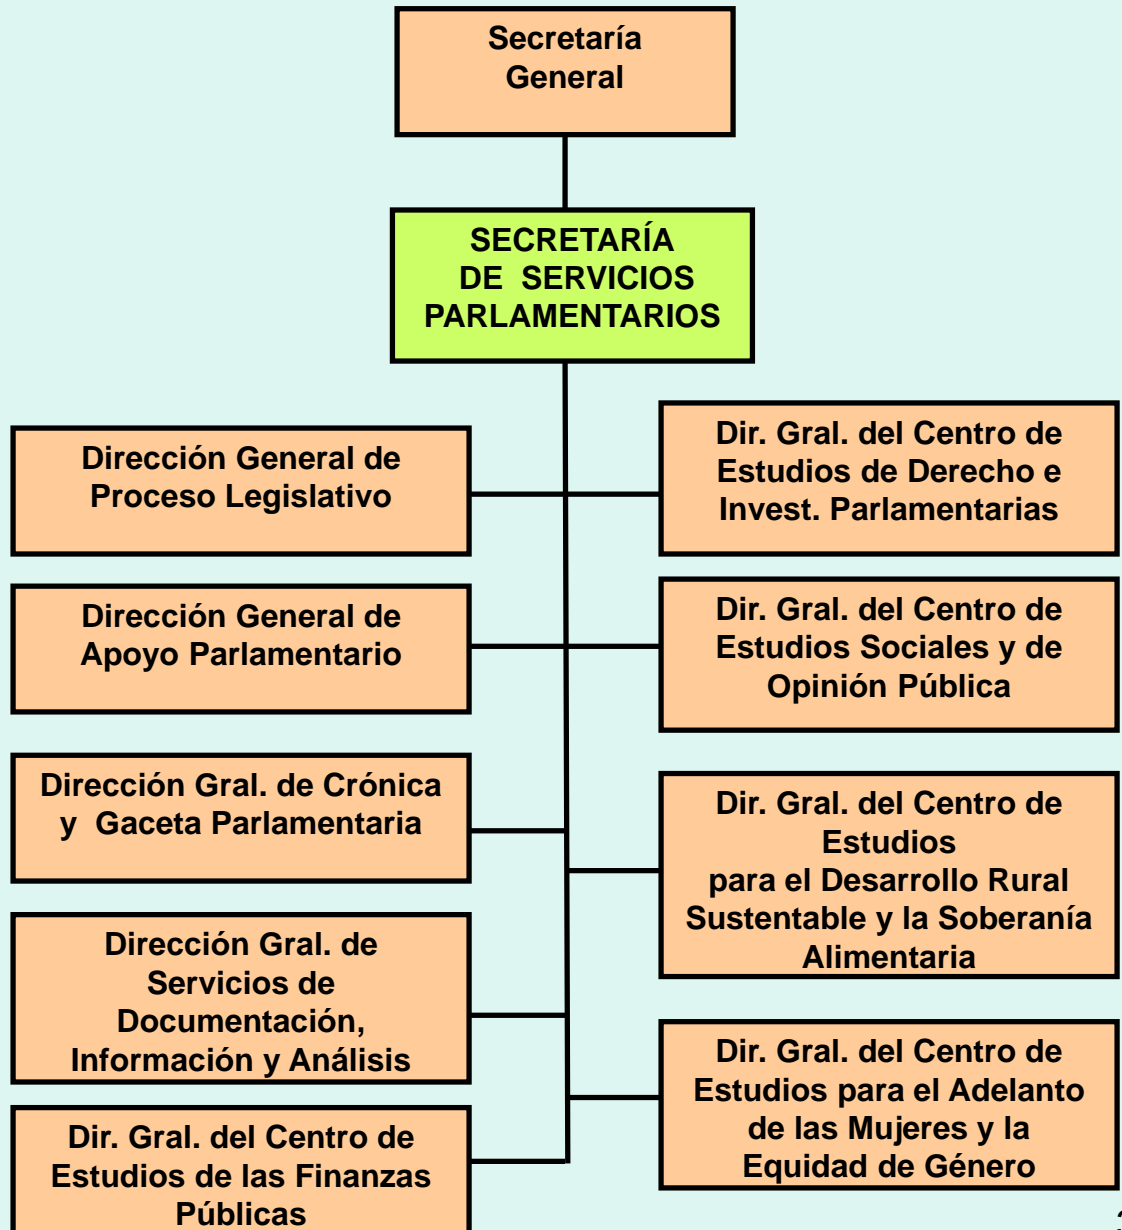 Secretaría
General
SECRETARÍA
DE SERVICIOS
PARLAMENTARIOS
Dirección General de
Proceso Legislativo
Dirección General de
Apoyo Parlamentario
Dirección Gral. de Crónica
y Gaceta Parlamentaria
Dirección Gral. de
Servicios de
Documentación,
Información y Análisis
Dir. Gral. del Centro de
Estudios de las Finanzas
Públicas
Dir. Gral. del Centro de
Estudios de Derecho e
Invest. Parlamentarias
Dir. Gral. del Centro de
Estudios Sociales y de
Opinión Pública
Dir. Gral. del Centro de
Estudios
para el Desarrollo Rural
Sustentable y la Soberanía
Alimentaria
Dir. Gral. del Centro de
Estudios para el Adelanto
de las Mujeres y la
Equidad de Género